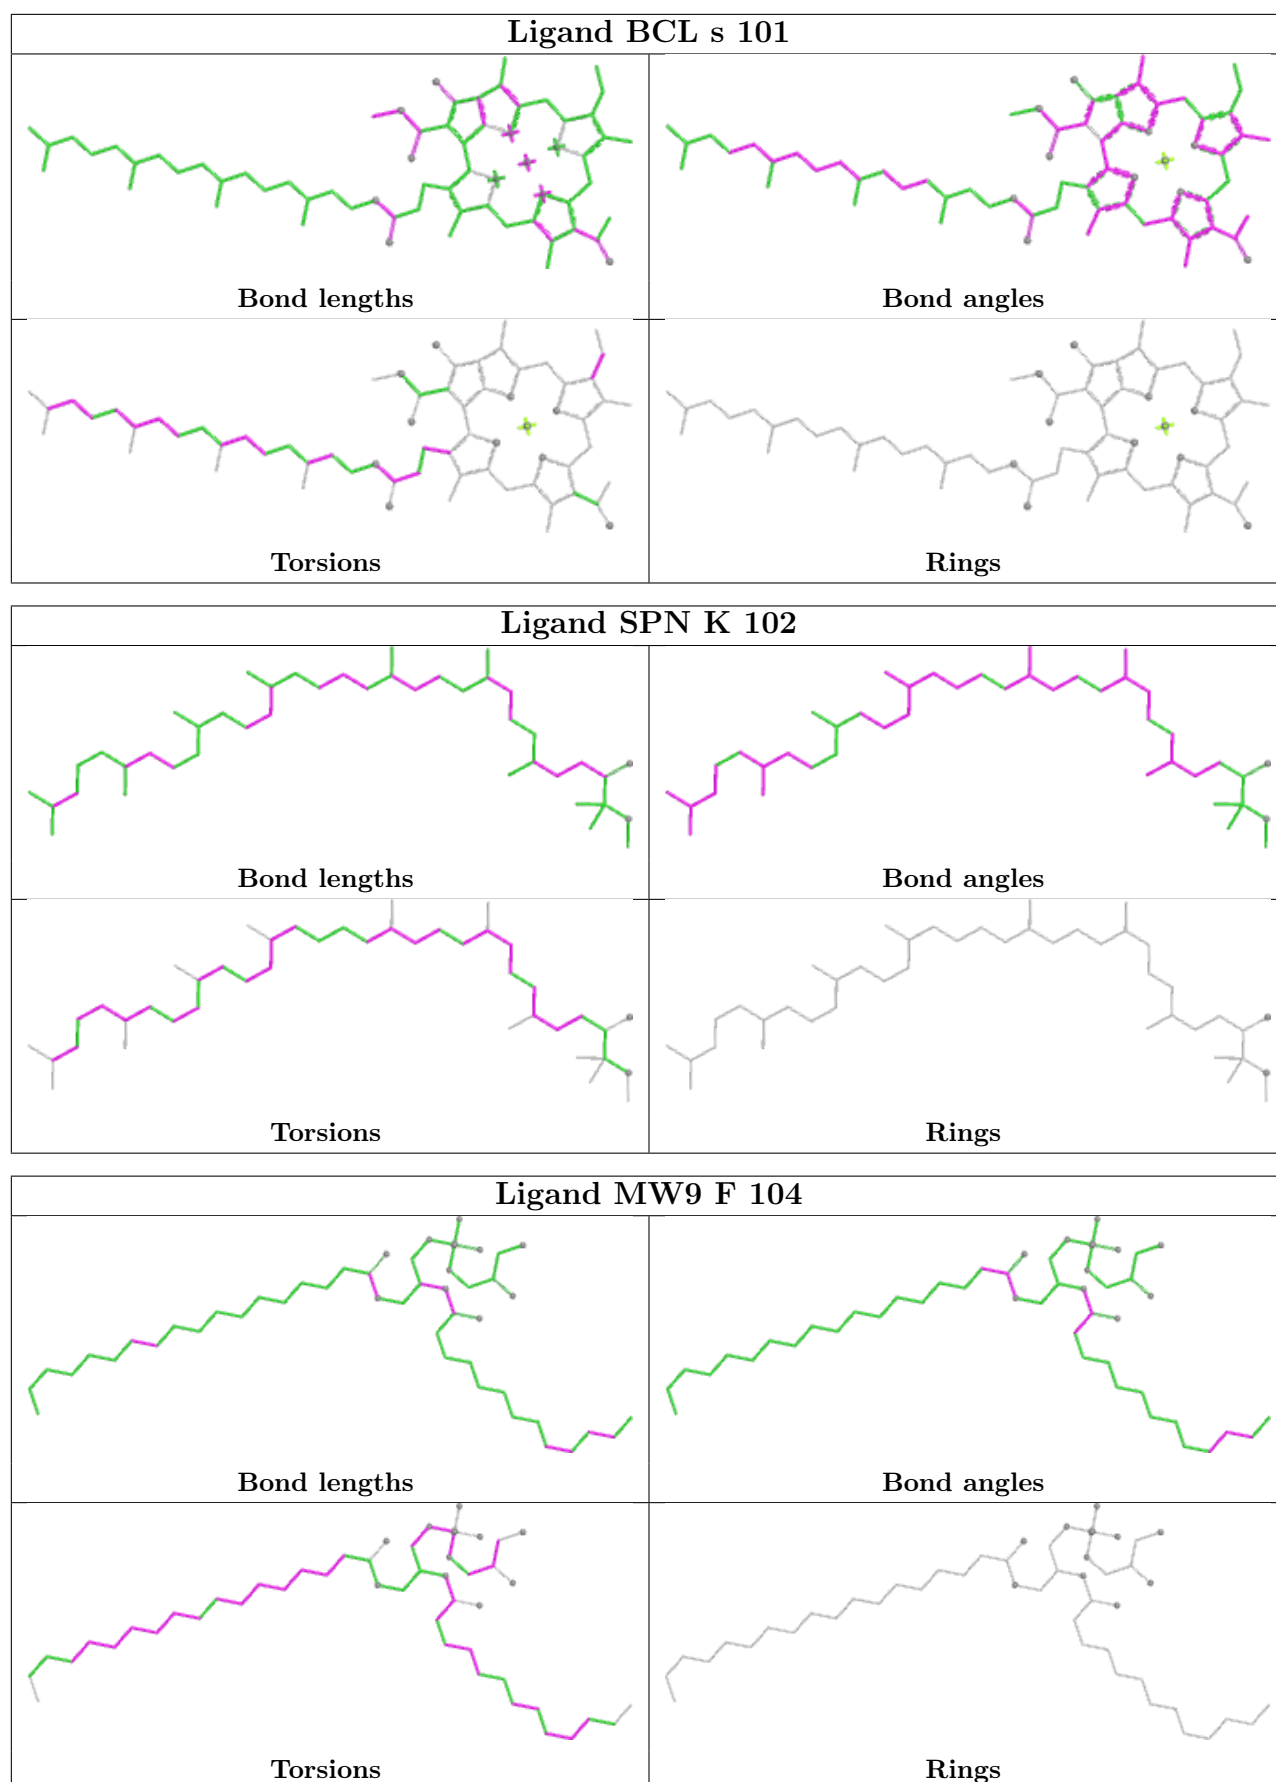 Ligand BCL s 101
Bond lengths
Bond angles
Torsions
Rings
Ligand SPN K 102
Bond lengths
Bond angles
Torsions
Rings
Ligand MW9 F 104
Bond lengths
Bond angles
Torsions
Rings